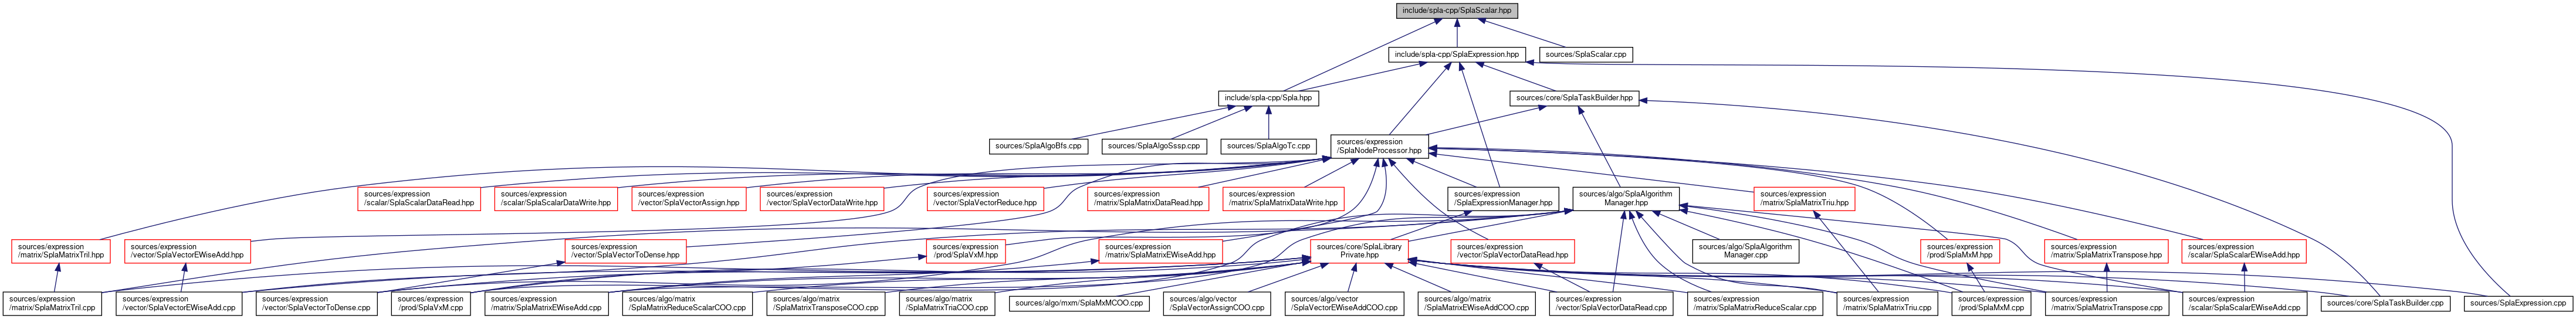 include/spla-cpp/SplaScalar.hpp
include/spla-cpp/SplaExpression.hpp
sources/SplaScalar.cpp
include/spla-cpp/Spla.hpp
sources/core/SplaTaskBuilder.hpp
sources/SplaAlgoBfs.cpp
sources/SplaAlgoSssp.cpp
sources/SplaAlgoTc.cpp
sources/expression
/SplaNodeProcessor.hpp
sources/expression
/scalar/SplaScalarDataRead.hpp
sources/expression
/scalar/SplaScalarDataWrite.hpp
sources/expression
/vector/SplaVectorAssign.hpp
sources/expression
/vector/SplaVectorDataWrite.hpp
sources/expression
/vector/SplaVectorReduce.hpp
sources/expression
/matrix/SplaMatrixDataRead.hpp
sources/expression
/matrix/SplaMatrixDataWrite.hpp
sources/expression
/SplaExpressionManager.hpp
sources/algo/SplaAlgorithm
Manager.hpp
sources/expression
/matrix/SplaMatrixTriu.hpp
sources/expression
/matrix/SplaMatrixTril.hpp
sources/expression
/vector/SplaVectorEWiseAdd.hpp
sources/expression
/vector/SplaVectorToDense.hpp
sources/expression
/prod/SplaVxM.hpp
sources/expression
/matrix/SplaMatrixEWiseAdd.hpp
sources/core/SplaLibrary
Private.hpp
sources/expression
/vector/SplaVectorDataRead.hpp
sources/algo/SplaAlgorithm
Manager.cpp
sources/expression
/prod/SplaMxM.hpp
sources/expression
/matrix/SplaMatrixTranspose.hpp
sources/expression
/scalar/SplaScalarEWiseAdd.hpp
sources/expression
/matrix/SplaMatrixTril.cpp
sources/expression
/vector/SplaVectorEWiseAdd.cpp
sources/expression
/vector/SplaVectorToDense.cpp
sources/expression
/prod/SplaVxM.cpp
sources/expression
/matrix/SplaMatrixEWiseAdd.cpp
sources/algo/matrix
/SplaMatrixReduceScalarCOO.cpp
sources/algo/matrix
/SplaMatrixTransposeCOO.cpp
sources/algo/matrix
/SplaMatrixTriaCOO.cpp
sources/algo/mxm/SplaMxMCOO.cpp
sources/algo/vector
/SplaVectorAssignCOO.cpp
sources/algo/vector
/SplaVectorEWiseAddCOO.cpp
sources/algo/matrix
/SplaMatrixEWiseAddCOO.cpp
sources/expression
/vector/SplaVectorDataRead.cpp
sources/expression
/matrix/SplaMatrixReduceScalar.cpp
sources/expression
/matrix/SplaMatrixTriu.cpp
sources/expression
/prod/SplaMxM.cpp
sources/expression
/matrix/SplaMatrixTranspose.cpp
sources/expression
/scalar/SplaScalarEWiseAdd.cpp
sources/core/SplaTaskBuilder.cpp
sources/SplaExpression.cpp